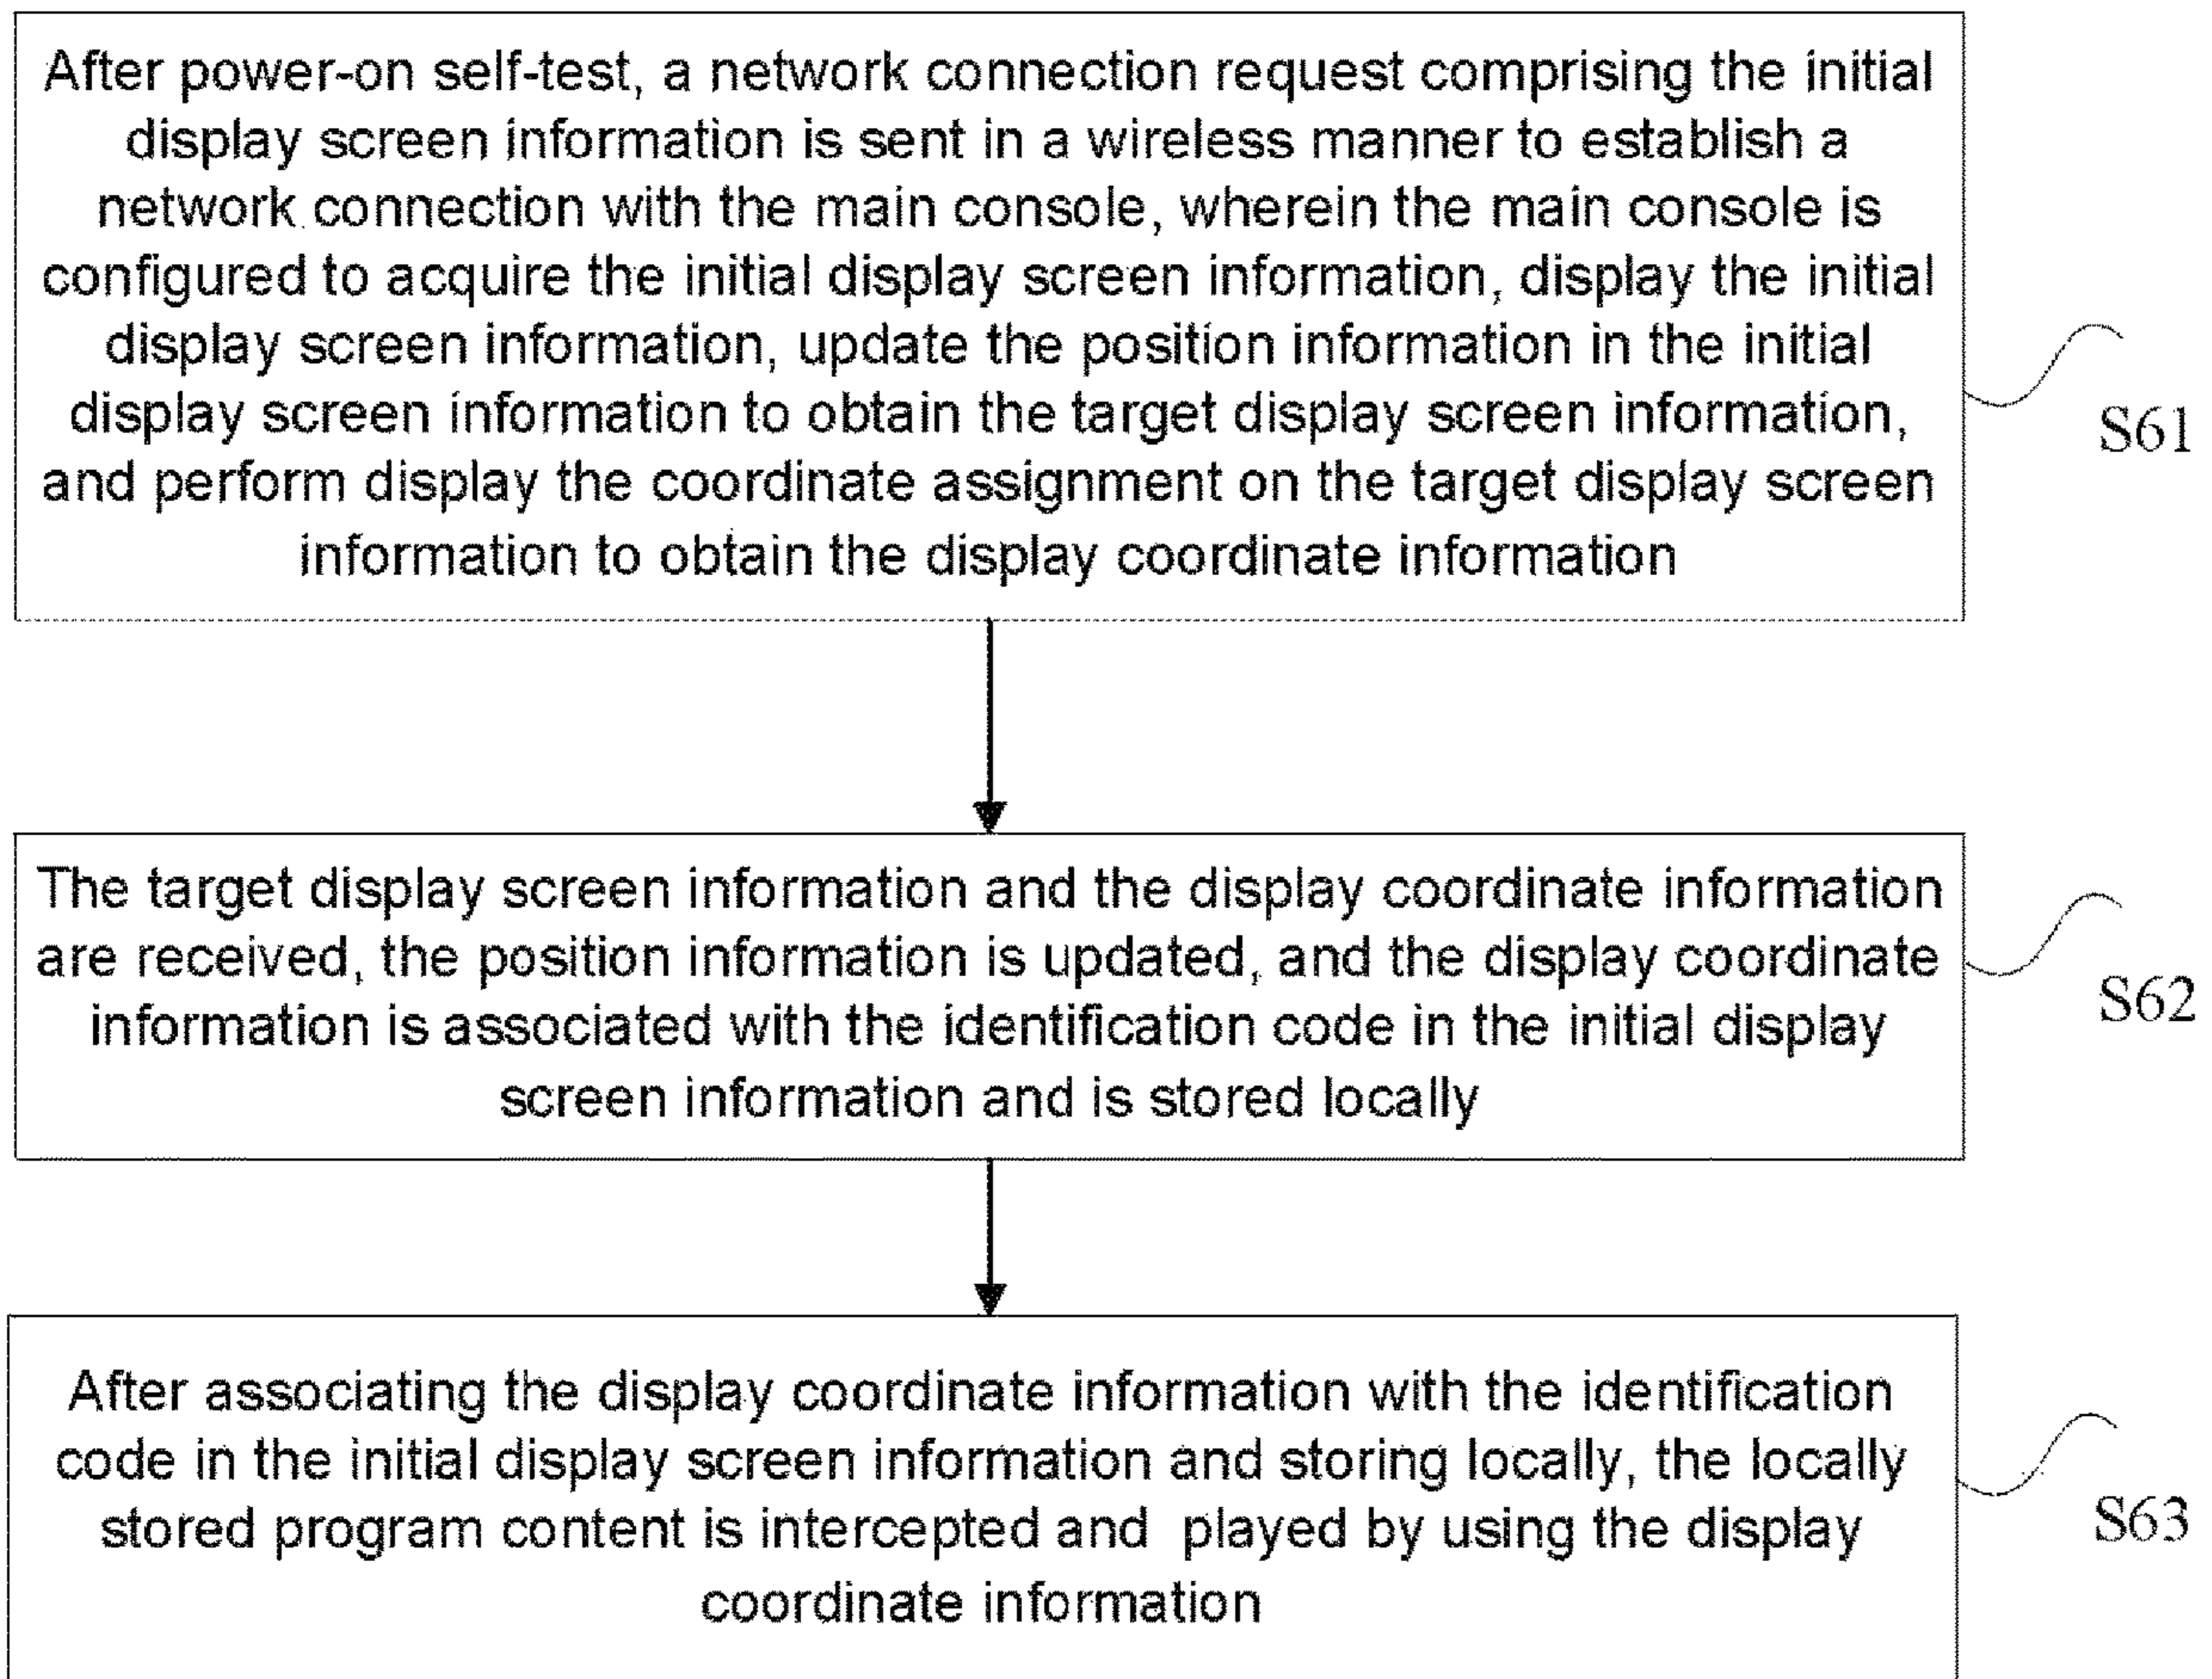 After power-on self-test, a network connection request comprising the initial
display screen information is sent in a wireless manner to establish a
network connection with the main console, wherein the main console is
configured to acquire the initial display screen information, display the initial
display screen information, update the position information in the initial
display screen information to obtain the target display screen information,
and perform display the coordinate assignment on the target display screen
information to obtain the display coordinate information
S61
The target display screen information and the display coordinate information
are received, the position information is updated, and the display coordinate
information is associated with the identification code in the initial display
screen information and is stored locally
S62
After associating the display coordinate information with the identification
code in the initial display screen information and storing locally, the locally
stored program content is intercepted and played by using the display
coordinate information
S63